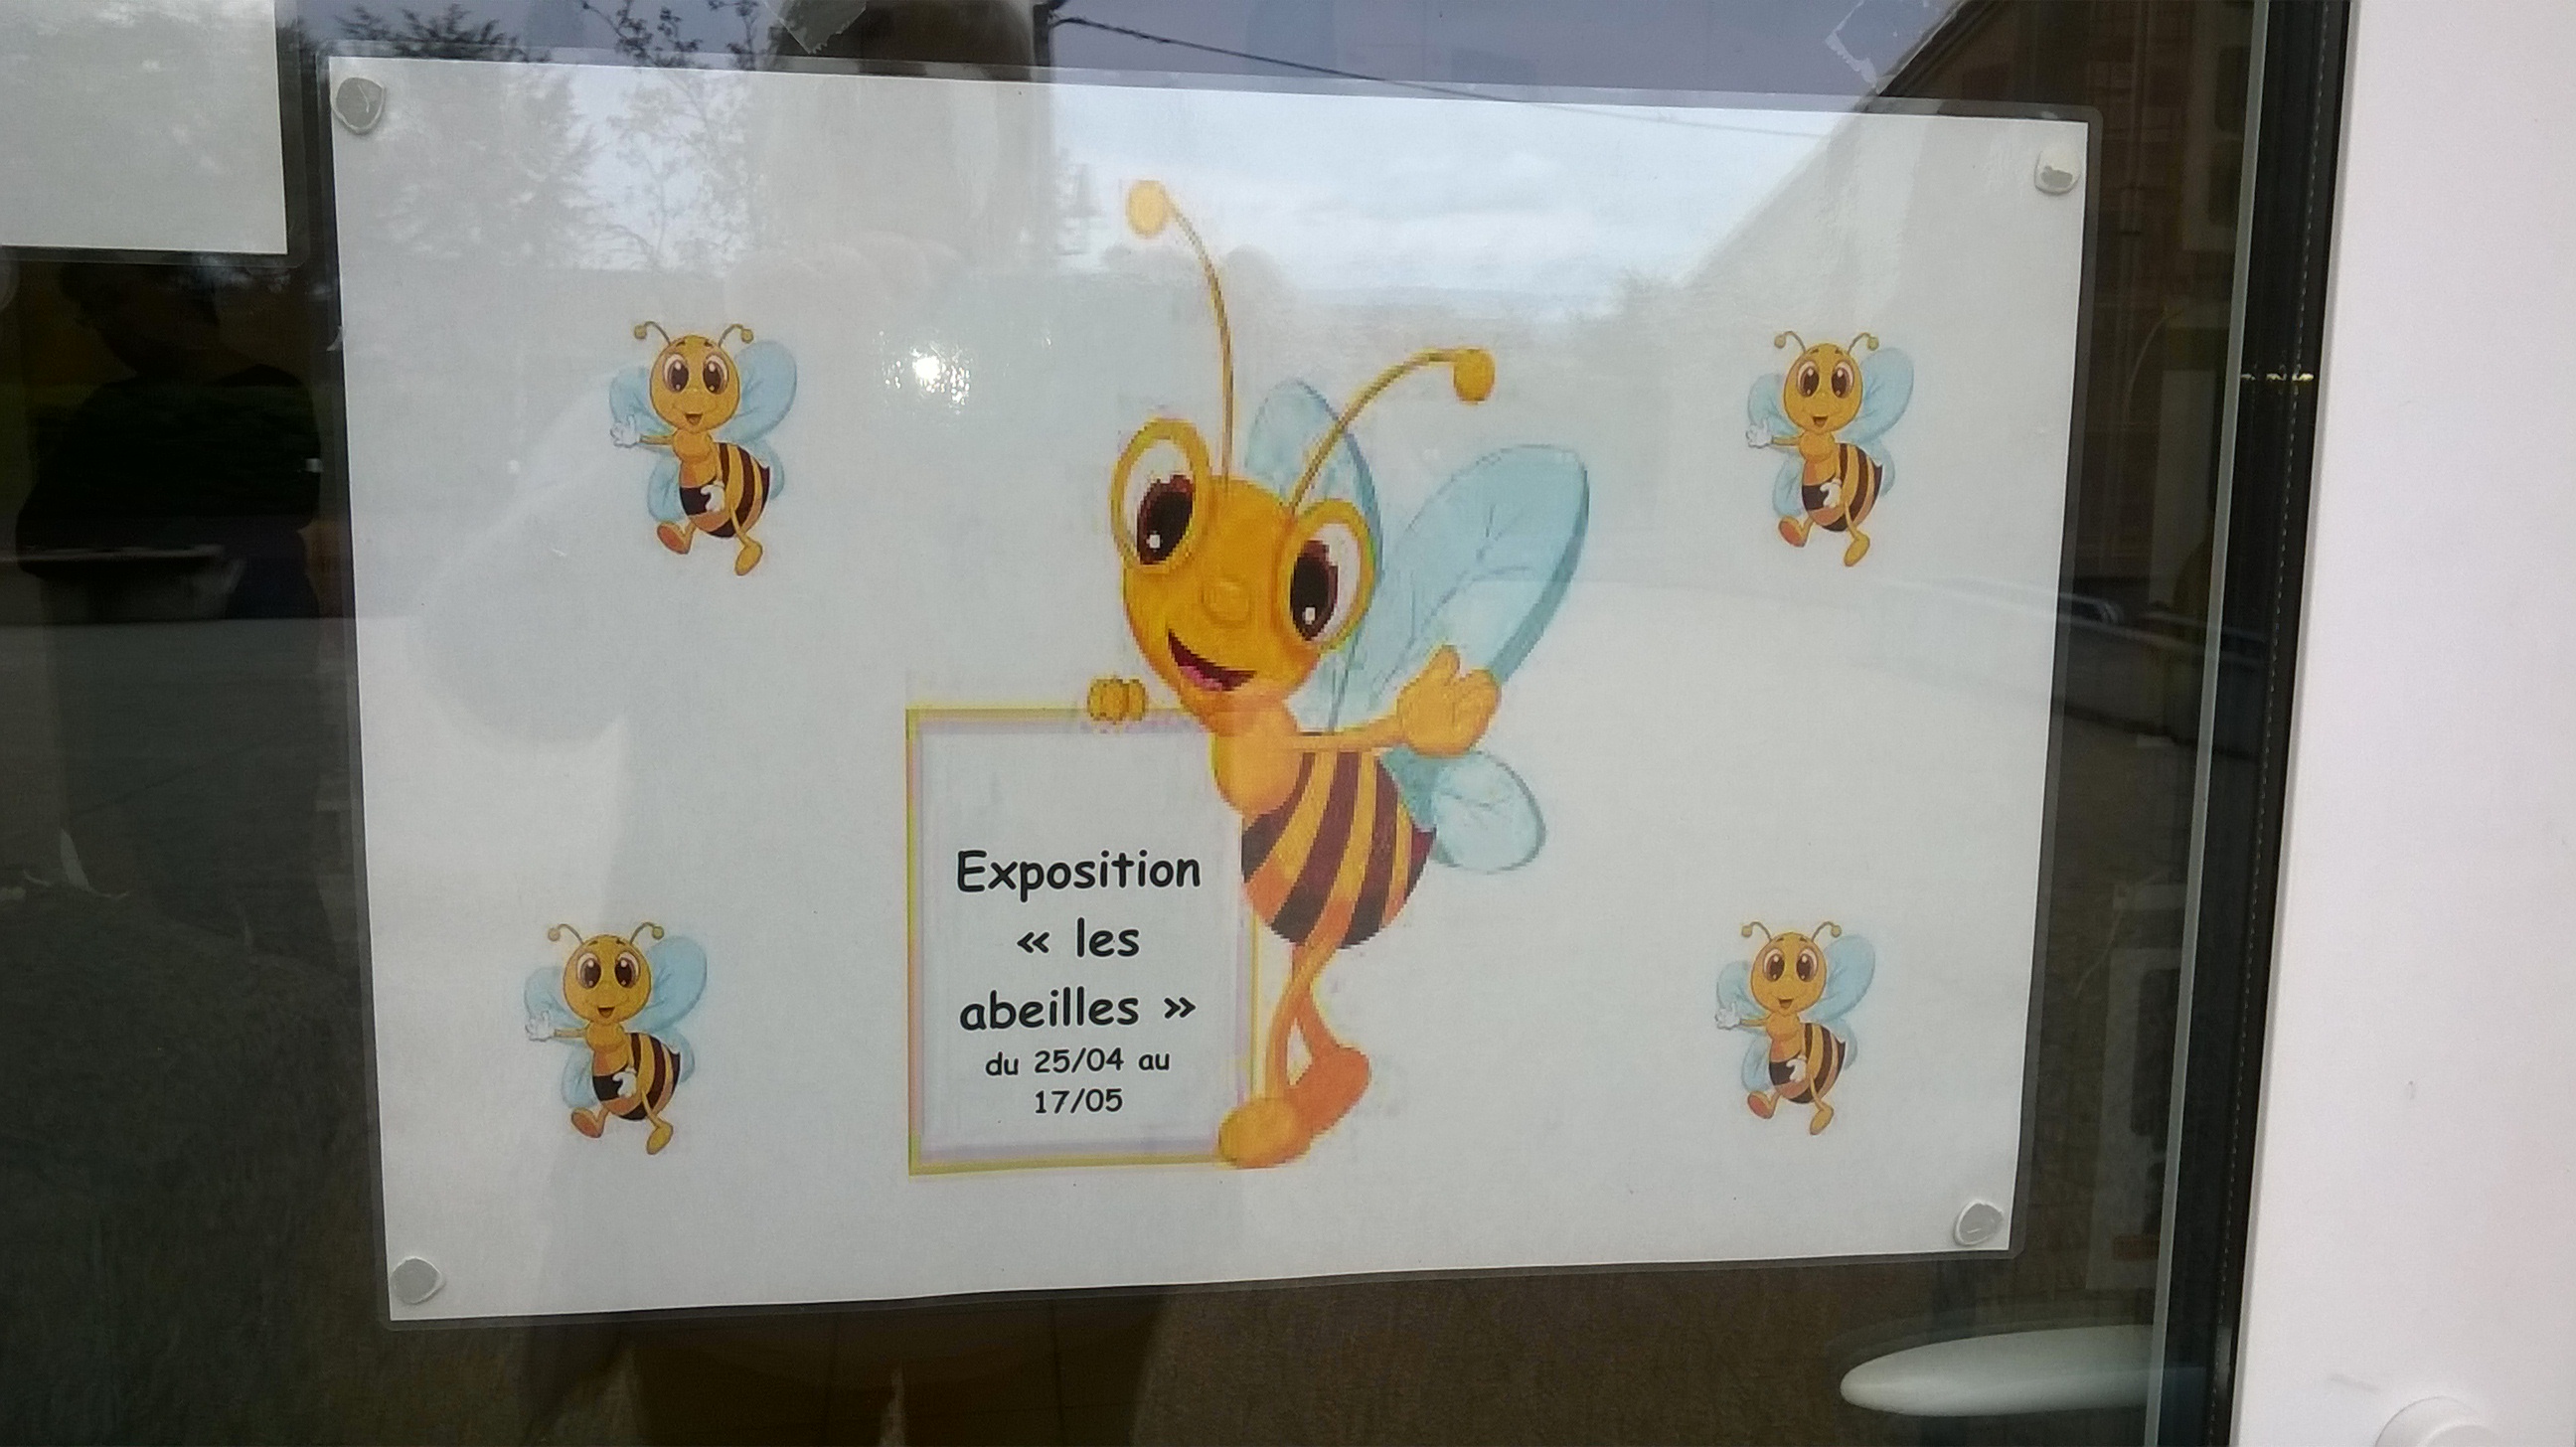 Exposition
« les
abeilles »
du 25/04 au
17/05